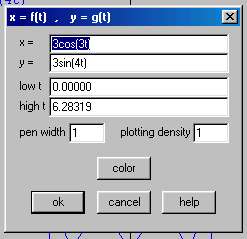 x = f(t) , y = g(t)
x = 3cos(3t)
y = 3sin(4t)
low t 0.00000
high t 6.28319
pen width 1 plotting density 1
color
ok cancel help